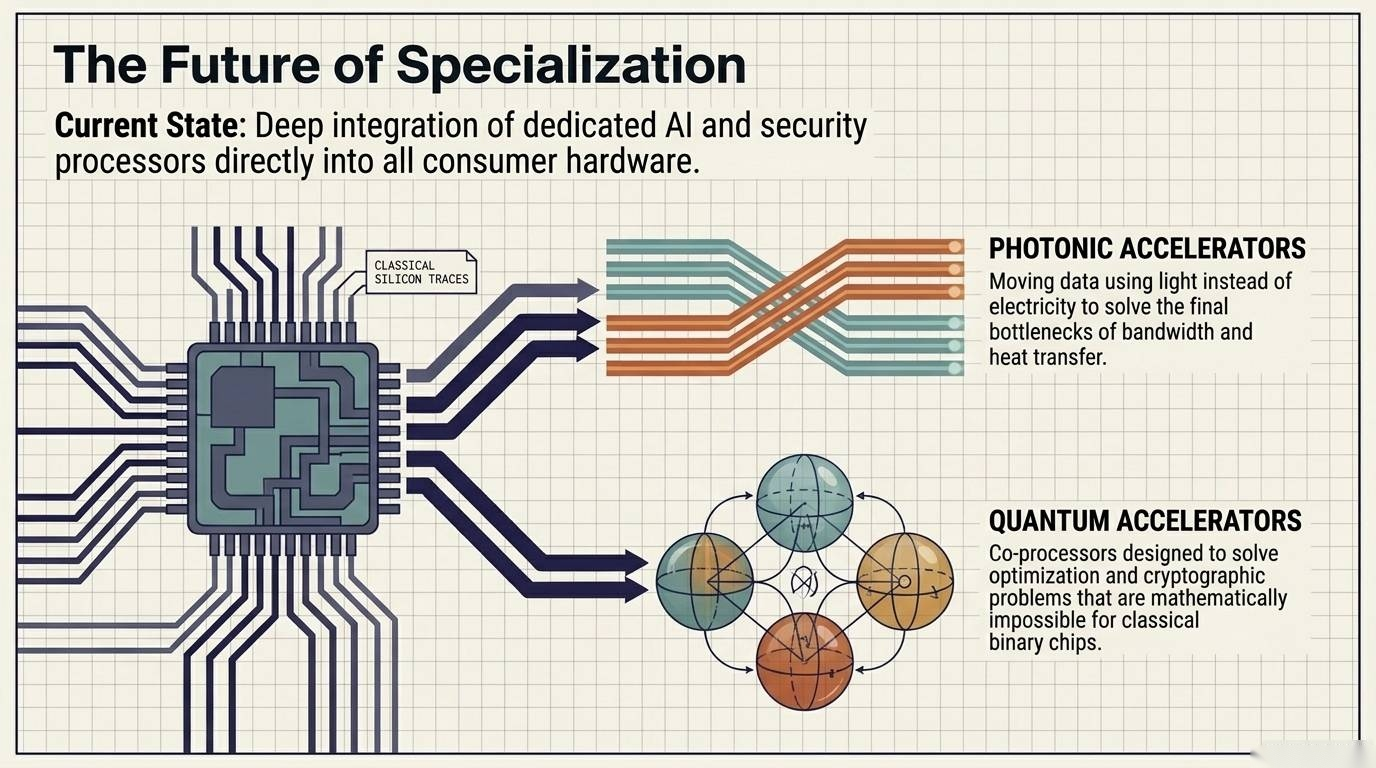 The Future of Specialization
Current State: Deep integration of dedicated AI and security
processors directly into all consumer hardware.
CLASSICAL
SILICON TRACES
PHOTONIC ACCELERATORS
Moving data using light instead of
electricity to solve the final
bottlenecks of bandwidth and
heat transfer.
QUANTUM ACCELERATORS
Co-processors designed to solve
optimization and cryptographic
problems that are mathematically
impossible for classical
binary chips.